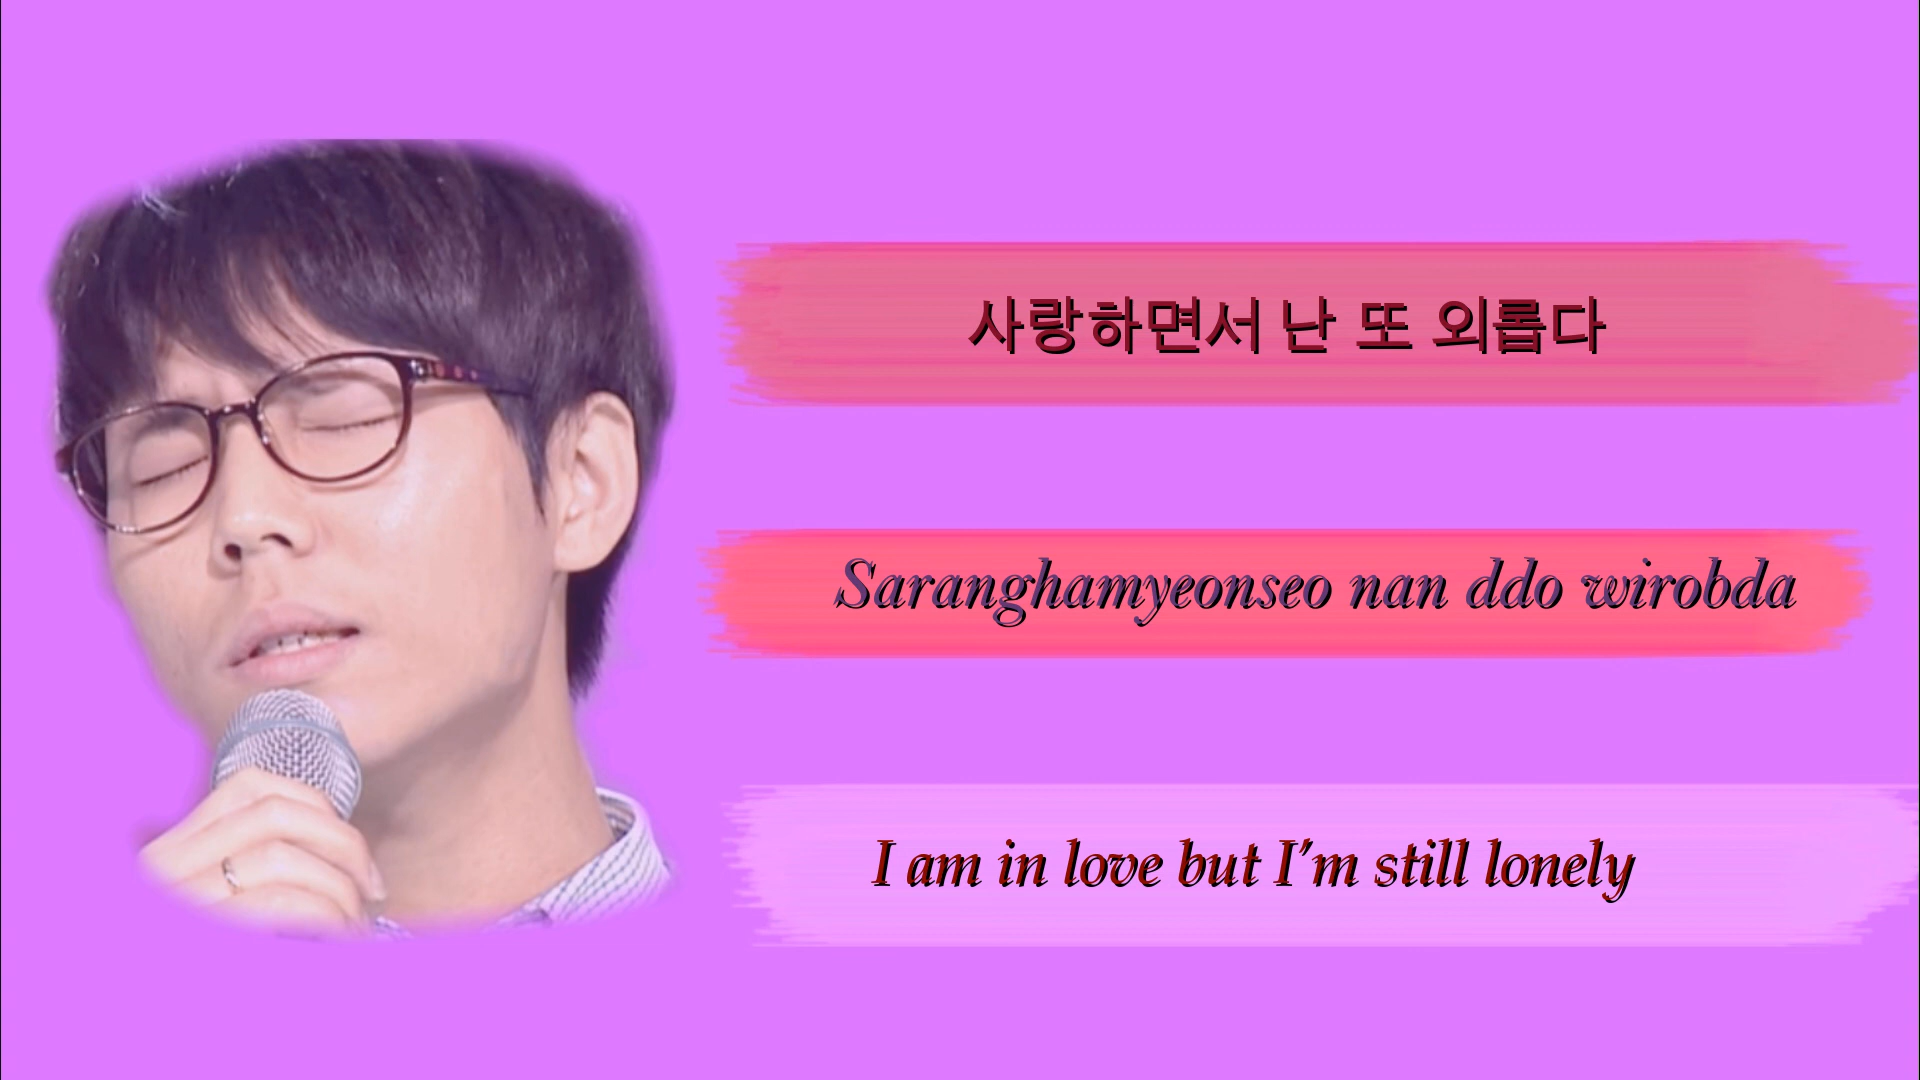 사랑하면서 난 또 외롭다
Saranghamyeonseo nan ddo wirobda
I am in love but I'm still lonely